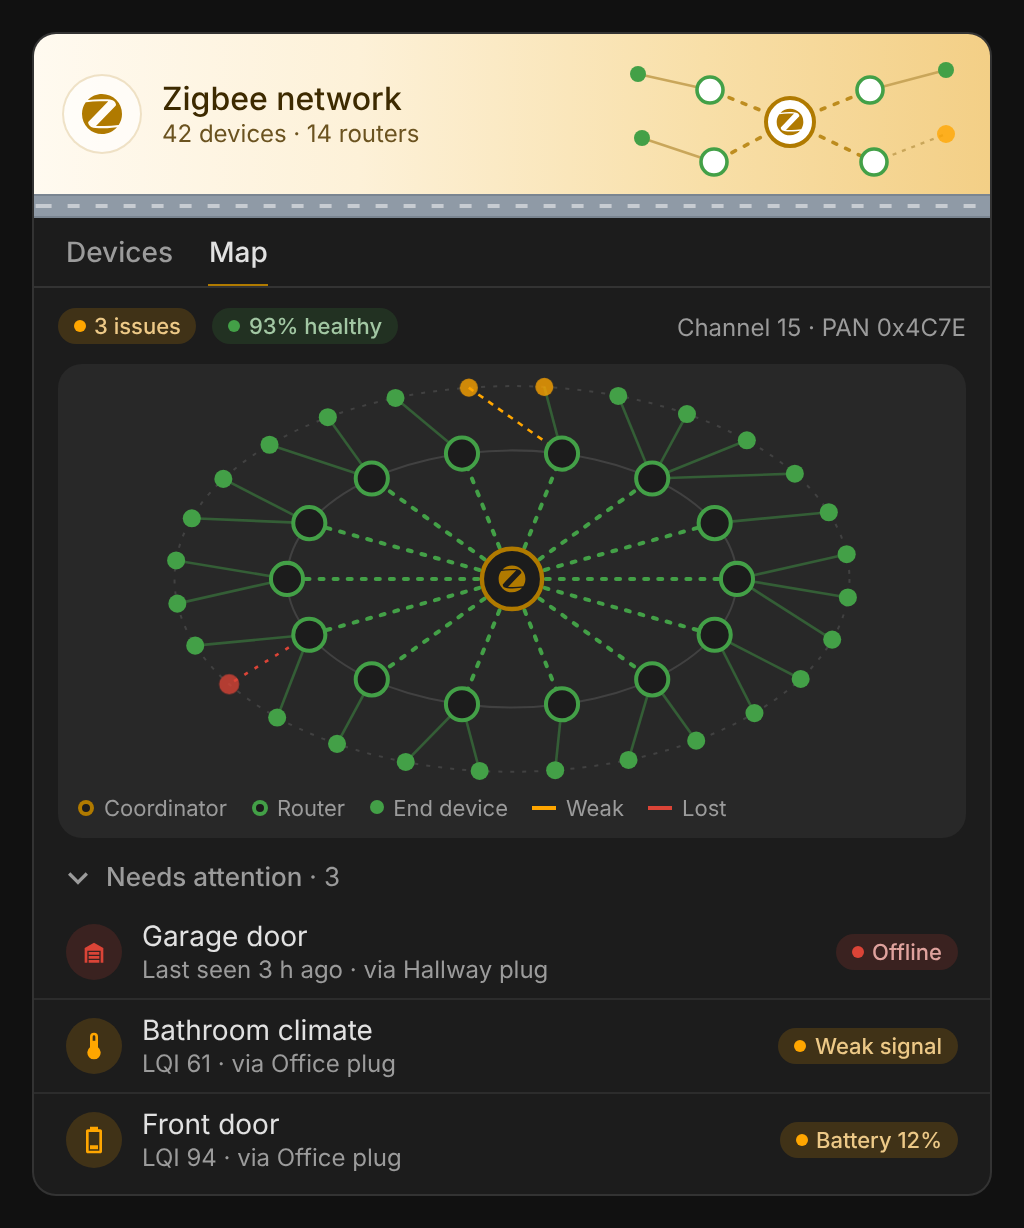 Zigbee network
42 devices · 14 routers
Devices Map
3 issues 93% healthy Channel 15 · PAN 0x4C7E
Coordinator Router End device Weak Lost
Needs attention · 3
Garage door
Last seen 3 h ago · via Hallway plug
Offline
Bathroom climate
LQI 61 · via Office plug
Weak signal
Front door
LQI 94 · via Office plug
Battery 12%